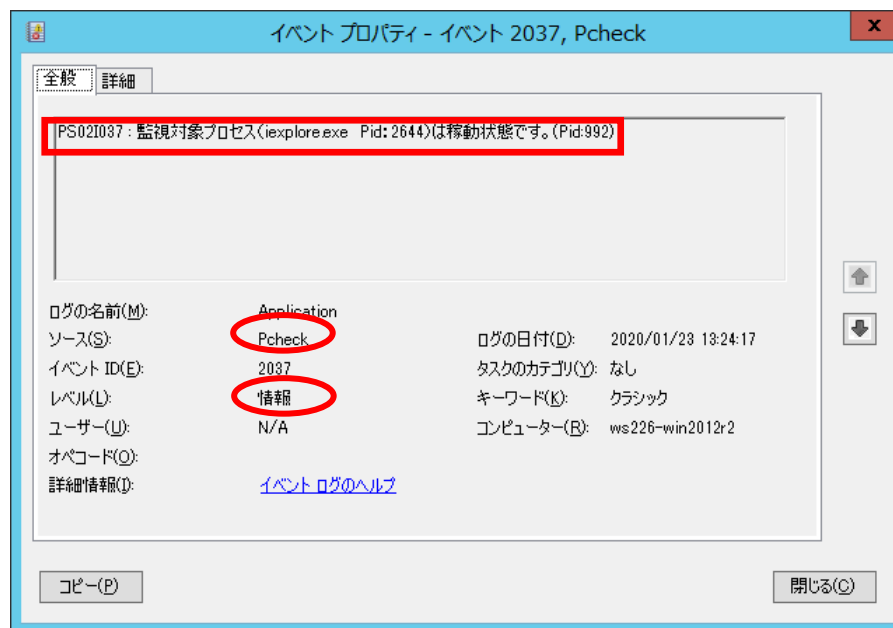 イベント プロパティ - イベント 2037, Pcheck
x
全般 詳細
PS02I037 : 監視対象プロセス(iexplore.exe Pid: 2644)は稼動状態です。(Pid:992)
ログの名前(M): Application
ソース(S): Pcheck ログの日付(D): 2020/01/23 13:24:17
イベント ID(E): 2037 タスクのカテゴリ(Y): なし
レベル(L): 情報 キーワード(K): クラシック
ユーザー(U): N/A コンピューター(R): ws226-win2012r2
オペコード(O):
詳細情報(I): イベント ログのヘルプ
コピー(P) 閉じる(C)